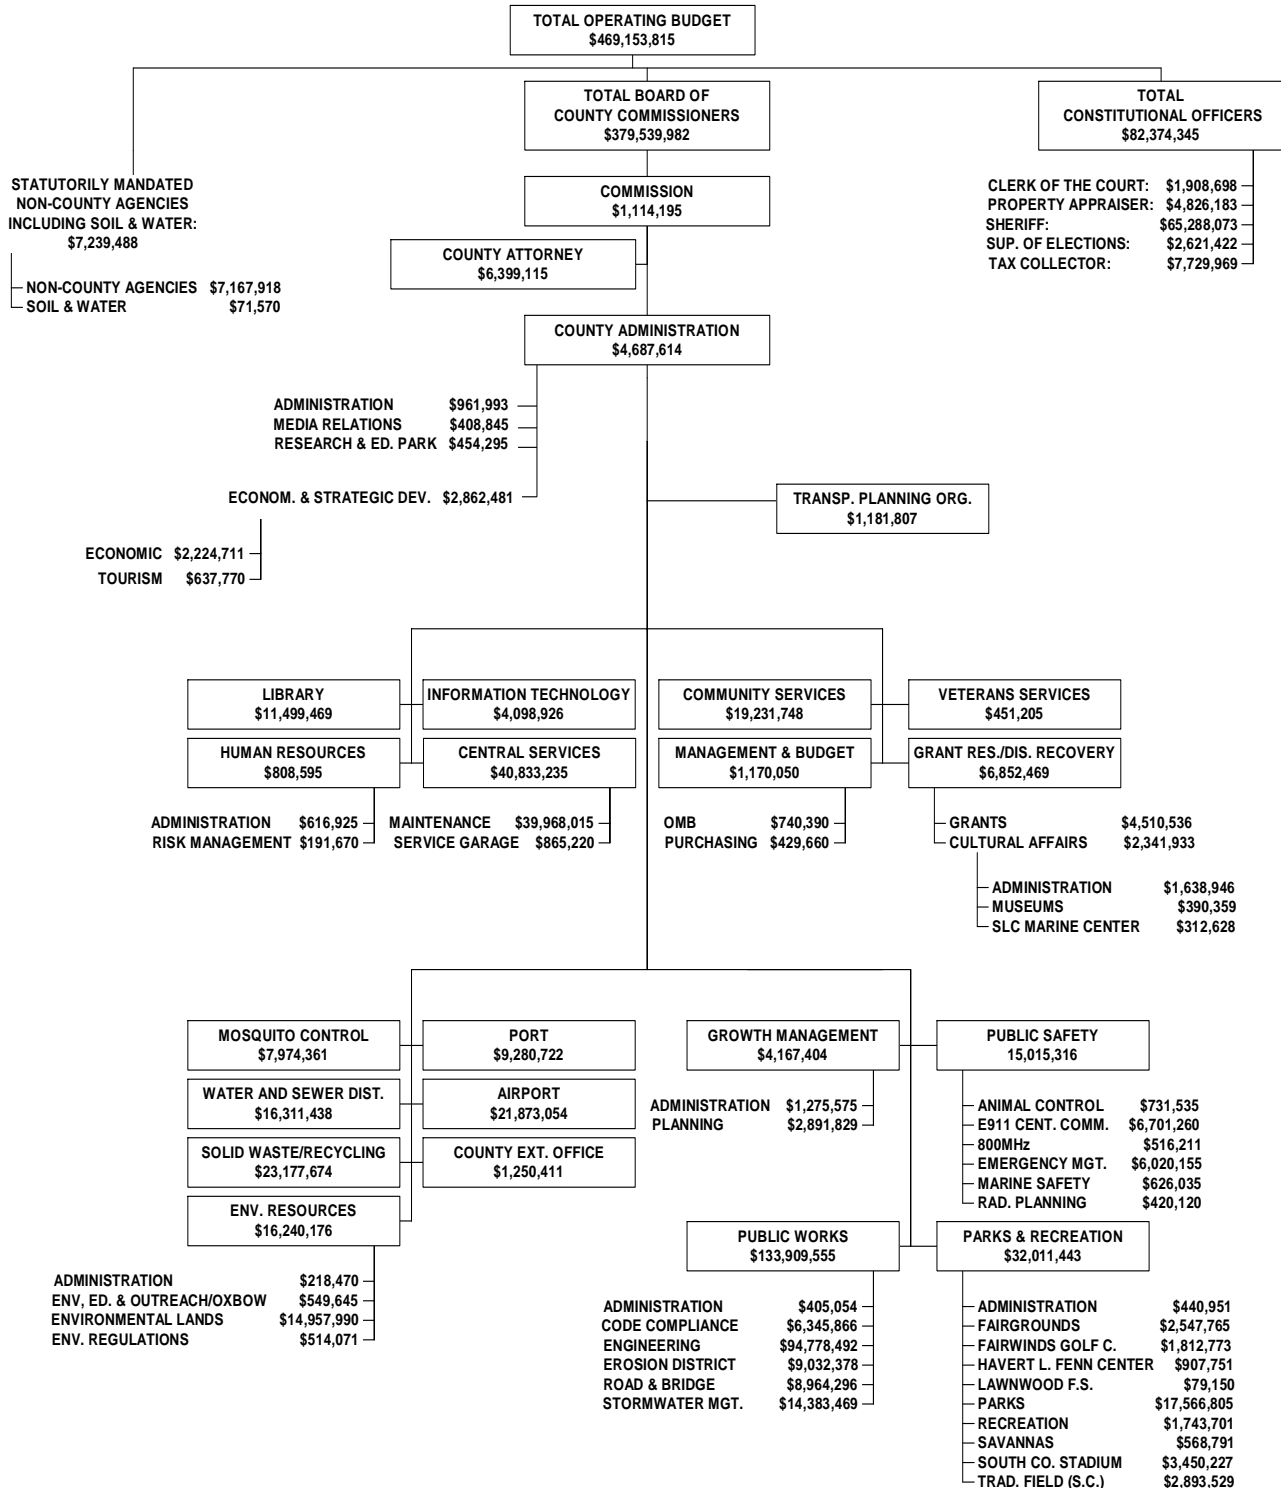 TOTAL OPERATING BUDGET
$469,153,815
TOTAL BOARD OF
COUNTY COMMISSIONERS
$379,539,982
TOTAL
CONSTITUTIONAL OFFICERS
$82,374,345
STATUTORILY MANDATED
NON-COUNTY AGENCIES
INCLUDING SOIL & WATER:
$7,239,488
NON-COUNTY AGENCIES $7,167,918
SOIL & WATER $71,570
COMMISSION
$1,114,195
CLERK OF THE COURT: $1,908,698
PROPERTY APPRAISER: $4,826,183
SHERIFF: $65,288,073
SUP. OF ELECTIONS: $2,621,422
TAX COLLECTOR: $7,729,969
COUNTY ATTORNEY
$6,399,115
COUNTY ADMINISTRATION
$4,687,614
ADMINISTRATION $961,993
MEDIA RELATIONS $408,845
RESEARCH & ED. PARK $454,295
ECONOM. & STRATEGIC DEV. $2,862,481
TRANSP. PLANNING ORG.
$1,181,807
ECONOMIC $2,224,711
TOURISM $637,770
LIBRARY
$11,499,469
INFORMATION TECHNOLOGY
$4,098,926
COMMUNITY SERVICES
$19,231,748
VETERANS SERVICES
$451,205
HUMAN RESOURCES
$808,595
CENTRAL SERVICES
$40,833,235
MANAGEMENT & BUDGET
$1,170,050
GRANT RES./DIS. RECOVERY
$6,852,469
ADMINISTRATION $616,925
RISK MANAGEMENT $191,670
MAINTENANCE $39,968,015
SERVICE GARAGE $865,220
OMB $740,390
PURCHASING $429,660
GRANTS $4,510,536
CULTURAL AFFAIRS $2,341,933
ADMINISTRATION $1,638,946
MUSEUMS $390,359
SLC MARINE CENTER $312,628
MOSQUITO CONTROL
$7,974,361
PORT
$9,280,722
GROWTH MANAGEMENT
$4,167,404
PUBLIC SAFETY
15,015,316
WATER AND SEWER DIST.
$16,311,438
AIRPORT
$21,873,054
ADMINISTRATION $1,275,575
PLANNING $2,891,829
ANIMAL CONTROL $731,535
E911 CENT. COMM. $6,701,260
800MHz $516,211
EMERGENCY MGT. $6,020,155
MARINE SAFETY $626,035
RAD. PLANNING $420,120
SOLID WASTE/RECYCLING
$23,177,674
COUNTY EXT. OFFICE
$1,250,411
ENV. RESOURCES
$16,240,176
PUBLIC WORKS
$133,909,555
PARKS & RECREATION
$32,011,443
ADMINISTRATION $218,470
ENV, ED. & OUTREACH/OXBOW $549,645
ENVIRONMENTAL LANDS $14,957,990
ENV. REGULATIONS $514,071
ADMINISTRATION $405,054
CODE COMPLIANCE $6,345,866
ENGINEERING $94,778,492
EROSION DISTRICT $9,032,378
ROAD & BRIDGE $8,964,296
STORMWATER MGT. $14,383,469
ADMINISTRATION $440,951
FAIRGROUNDS $2,547,765
FAIRWINDS GOLF C. $1,812,773
HAVERT L. FENN CENTER $907,751
LAWNWOOD F.S. $79,150
PARKS $17,566,805
RECREATION $1,743,701
SAVANNAS $568,791
SOUTH CO. STADIUM $3,450,227
TRAD. FIELD (S.C.) $2,893,529